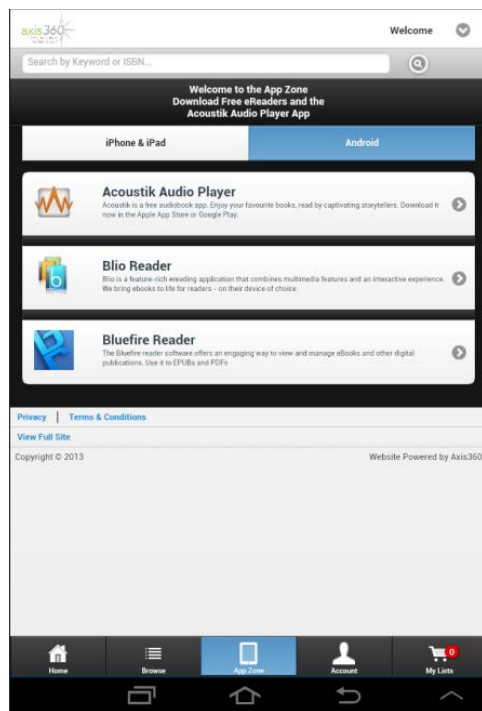 axis 360
Welcome
Search by Keyword or ISBN...
Welcome to the App Zone
Download Free eReaders and the
Acoustik Audio Player App
iPhone & iPad
Android
Acoustik Audio Player
Acoustik is a free audiobook app. Enjoy your favourite books, read by captivating storytellers. Download it
now in the Apple App Store or Google Play.
Blio Reader
Blio is a feature-rich ereading application that combines multimedia features and an interactive experience.
We bring ebooks to life for readers - on their device of choice.
Bluefire Reader
The Bluefire reader software offers an engaging way to view and manage eBooks and other digital
publications. Use it to EPUBs and PDFs
Privacy | Terms & Conditions
View Full Site
Copyright © 2013
Website Powered by Axis360
0
Home
Browse
App Zone
Account
My Lists